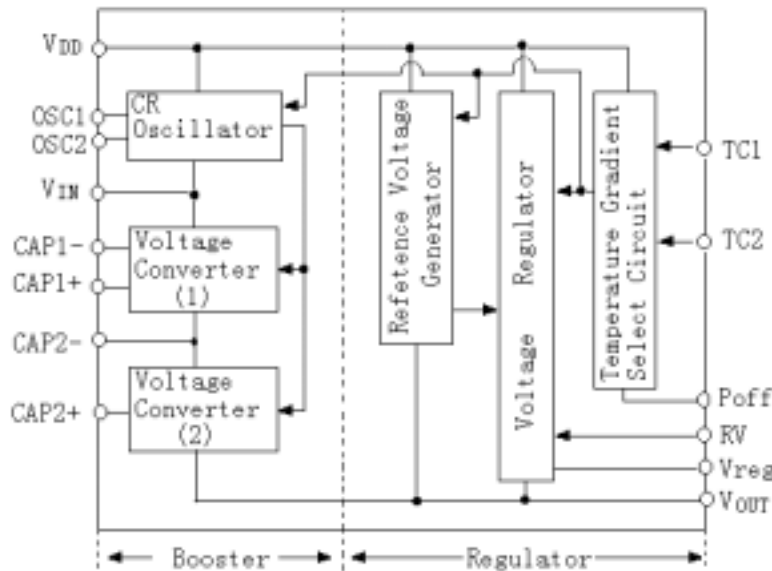 VDD
OSC1
OSC2
VIN
CAP1-
CAP1+
CAP2-
CAP2+
CR
Oscillator
Voltage
Converter
(1)
Voltage
Converter
(2)
Refetence Voltage
Generator
Voltage Regulator
Temperature Gradient
Select Circuit
TC1
TC2
Poff
RV
Vreg
VOUT
Booster
Regulator